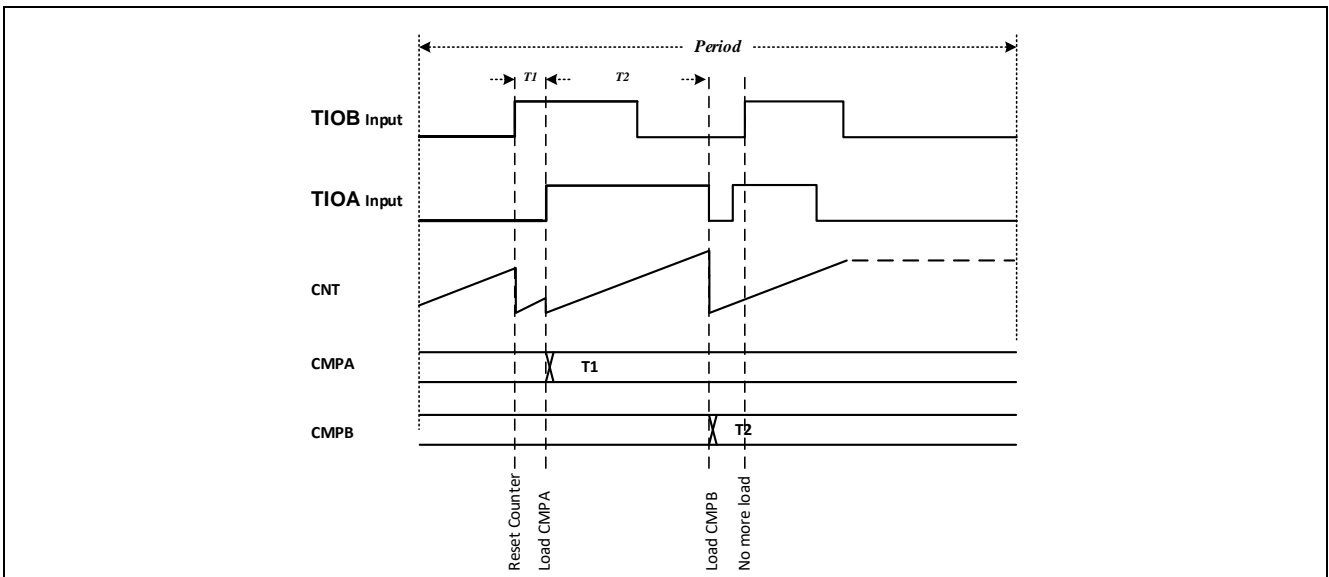 Period
T1 T2
TIOB Input
TIOA Input
CNT
CMPA T1
CMPB T2
Reset Counter
Load CMPA
Load CMPB
No more load